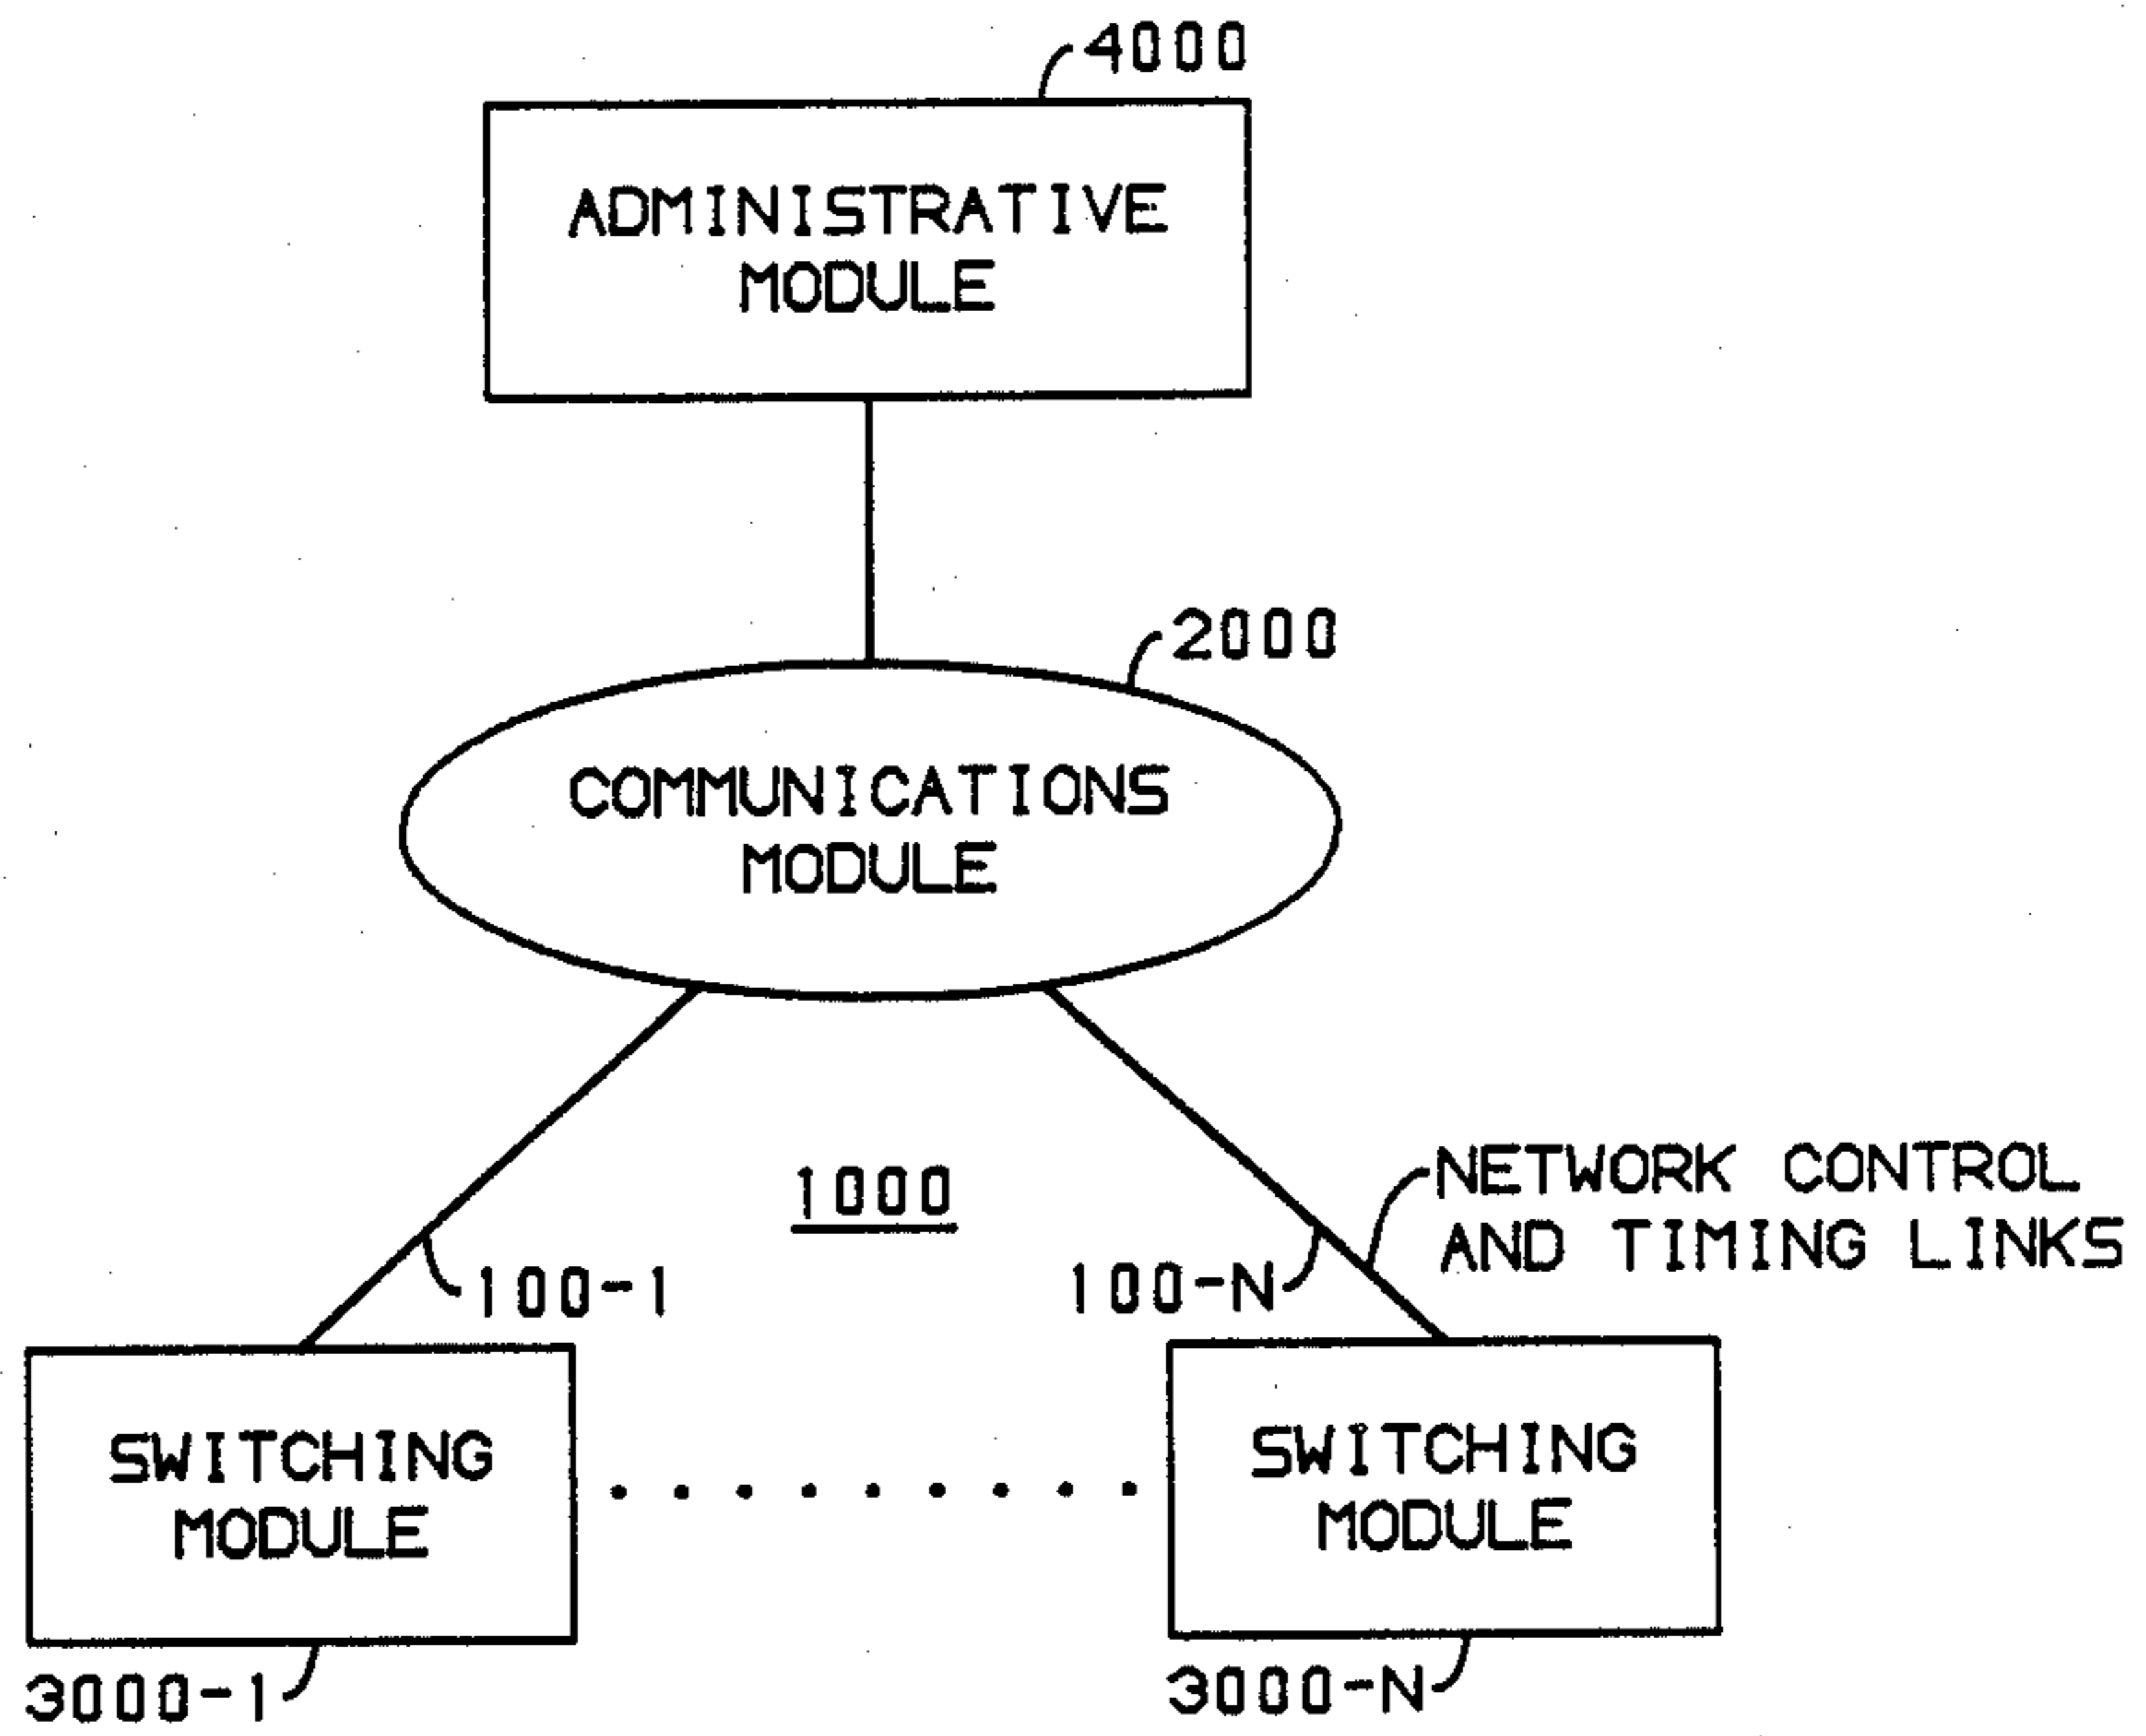 4000
ADMINISTRATIVE
MODULE
2000
COMMUNICATIONS
MODULE
1000
NETWORK CONTROL
AND TIMING LINKS
100-1
100-N
SWITCHING
MODULE
SWITCHING
MODULE
3000-1
3000-N